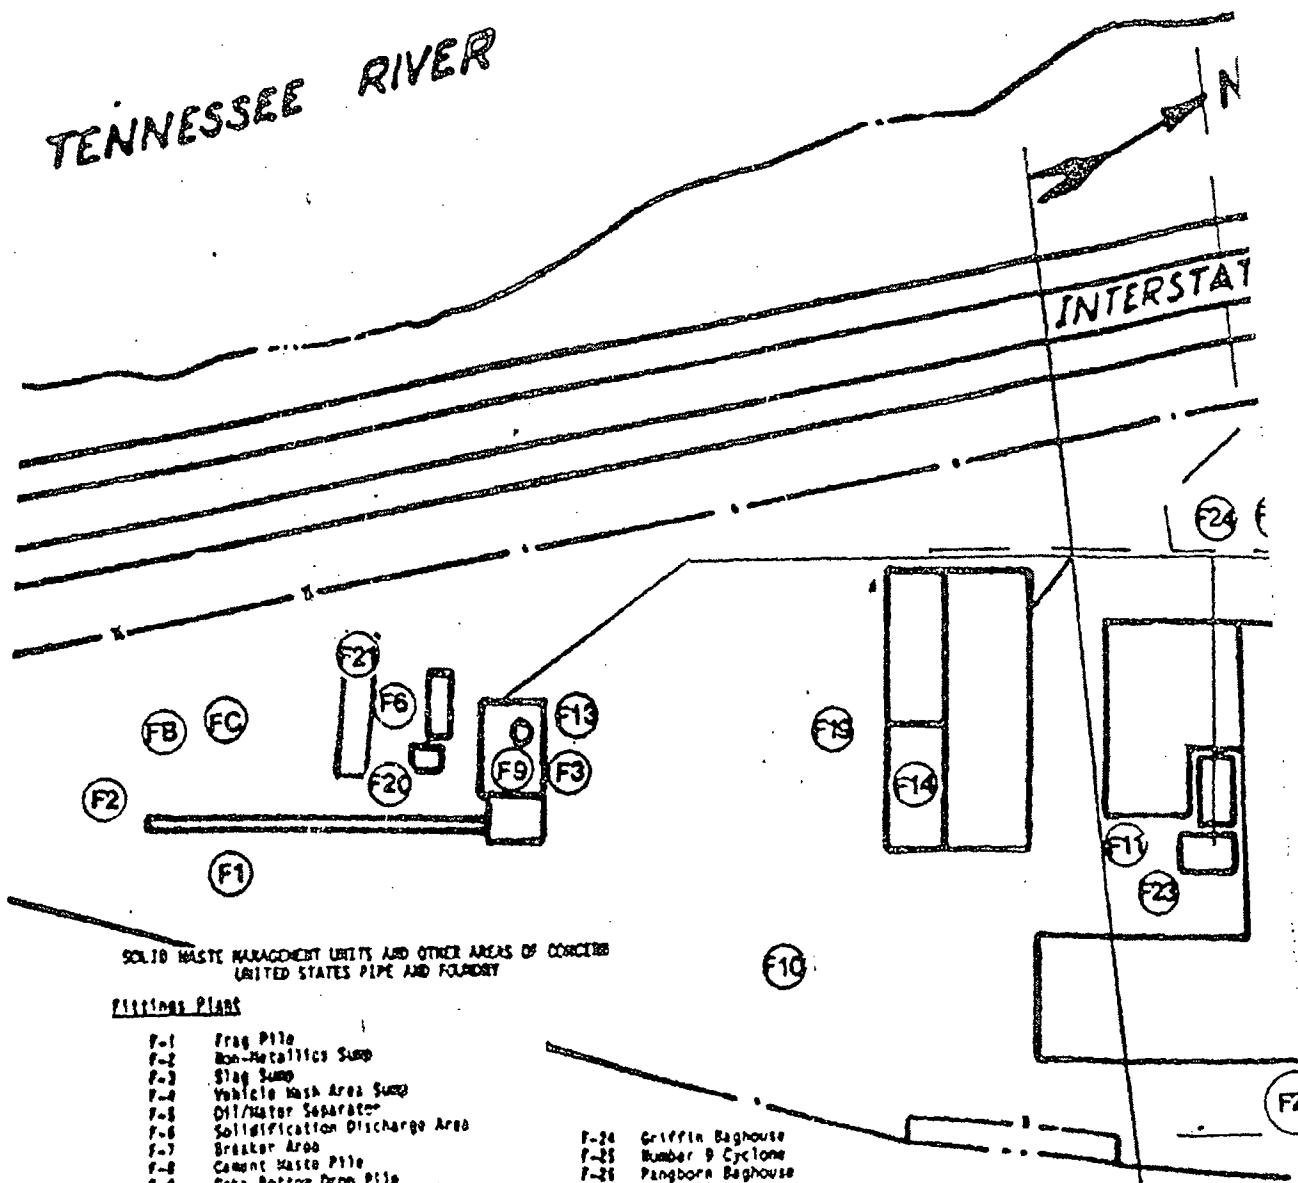 TENNESSEE RIVER
N
INTERSTAT
F24
F21
F6
FB
FC
F13
F19
F20
F9
F3
F14
F2
F1
F11
F23
F10
SOLID WASTE MANAGEMENT UNITS AND OTHER AREAS OF CONCERN
UNITED STATES PIPE AND FOUNDRY
Fittings Plant
F-1 Frag Pile
F-2 Non-Metallics Sump
F-3 Slag Sump
F-4 Vehicle Wash Area Sump
F-5 Oil/Water Separator
F-6 Solidification Discharge Area
F-7 Breaker Area
F-8 Cement Waste Pile
Bottom Drop Pile
F-24 Griffin Baghouse
F-25 Number 9 Cyclone
F-26 Pangborn Baghouse